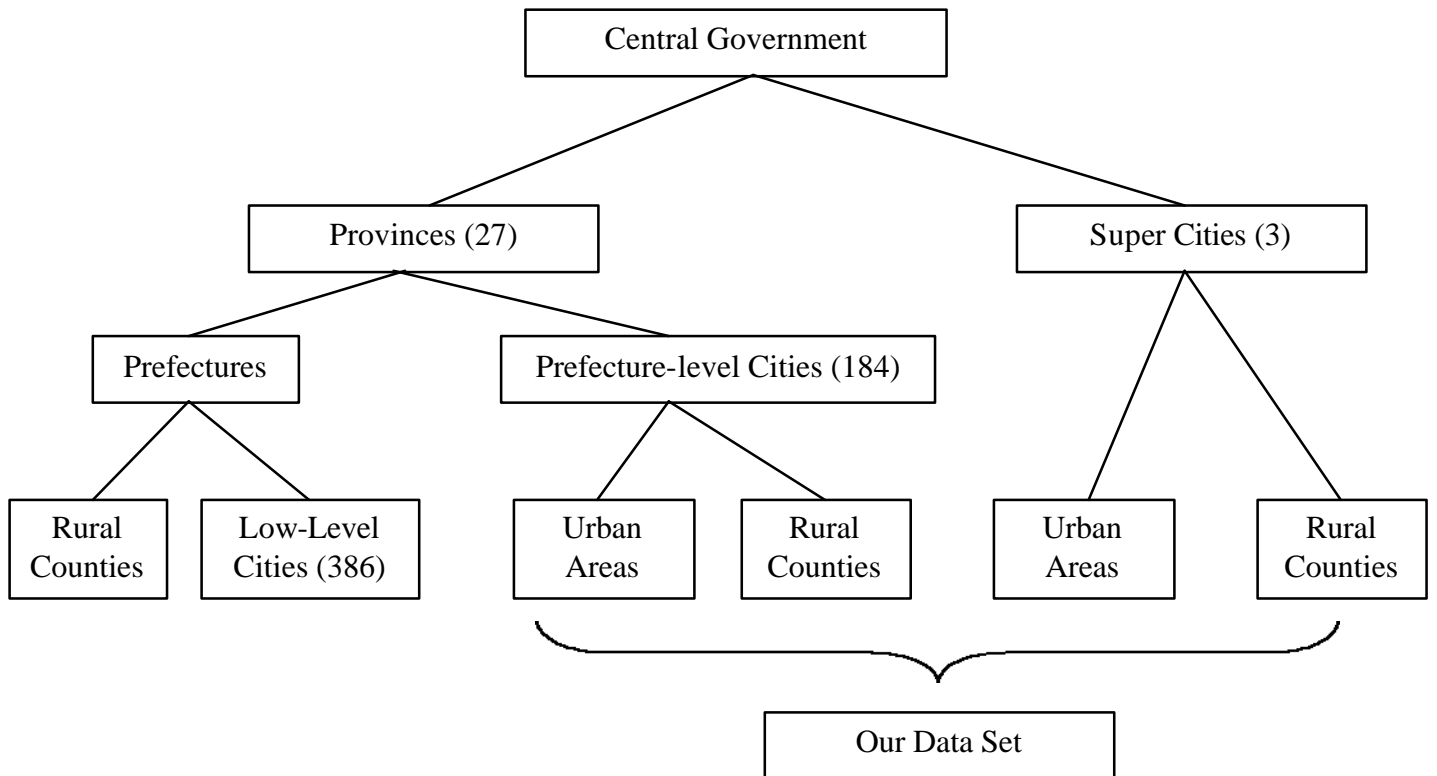 Central Government
Provinces (27)
Super Cities (3)
Prefectures
Prefecture-level Cities (184)
Rural
Counties
Low-Level
Cities (386)
Urban
Areas
Rural
Counties
Urban
Areas
Rural
Counties
Our Data Set